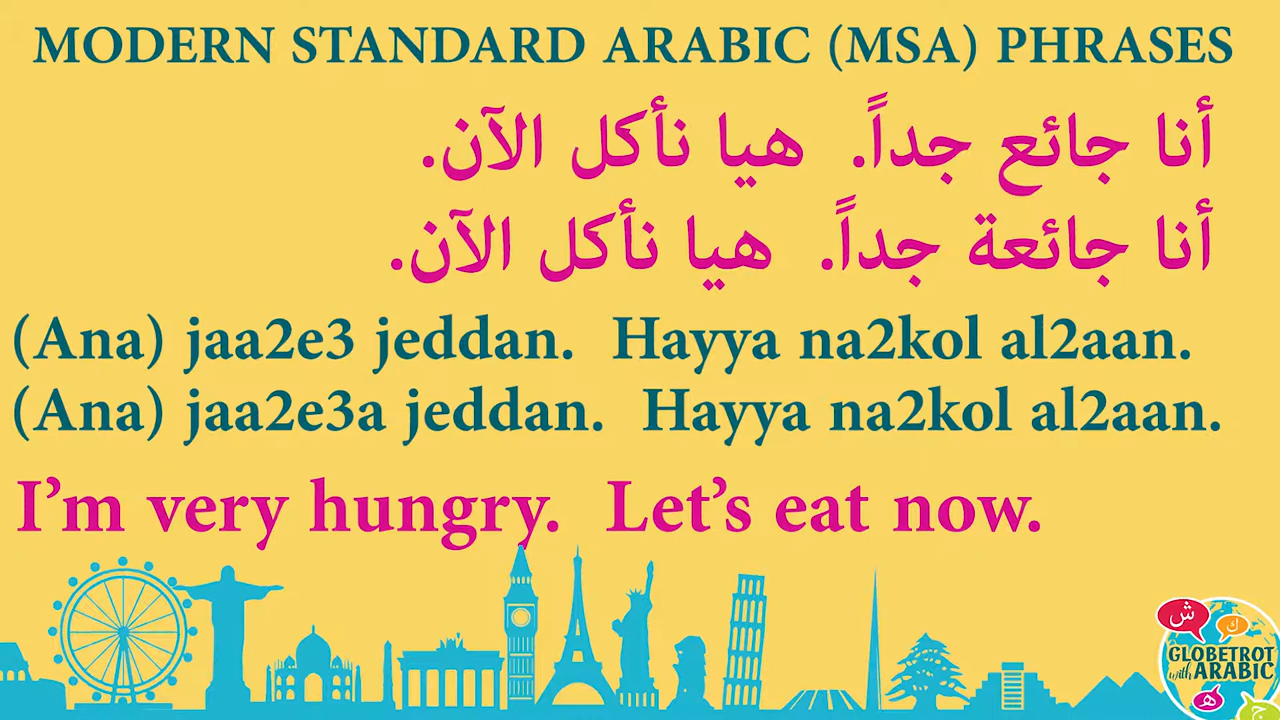 MODERN STANDARD ARABIC (MSA) PHRASES
أنا جائع جداً. هيا نأكل الآن.
أنا جائعة جداً. هيا نأكل الآن.
(Ana) jaa2e3 jeddan. Hayya na2kol al2aan.
(Ana) jaa2e3a jeddan. Hayya na2kol al2aan.
I’m very hungry. Let’s eat now.
ش
ك
GLOBETROT
with ARABIC
ه
ح